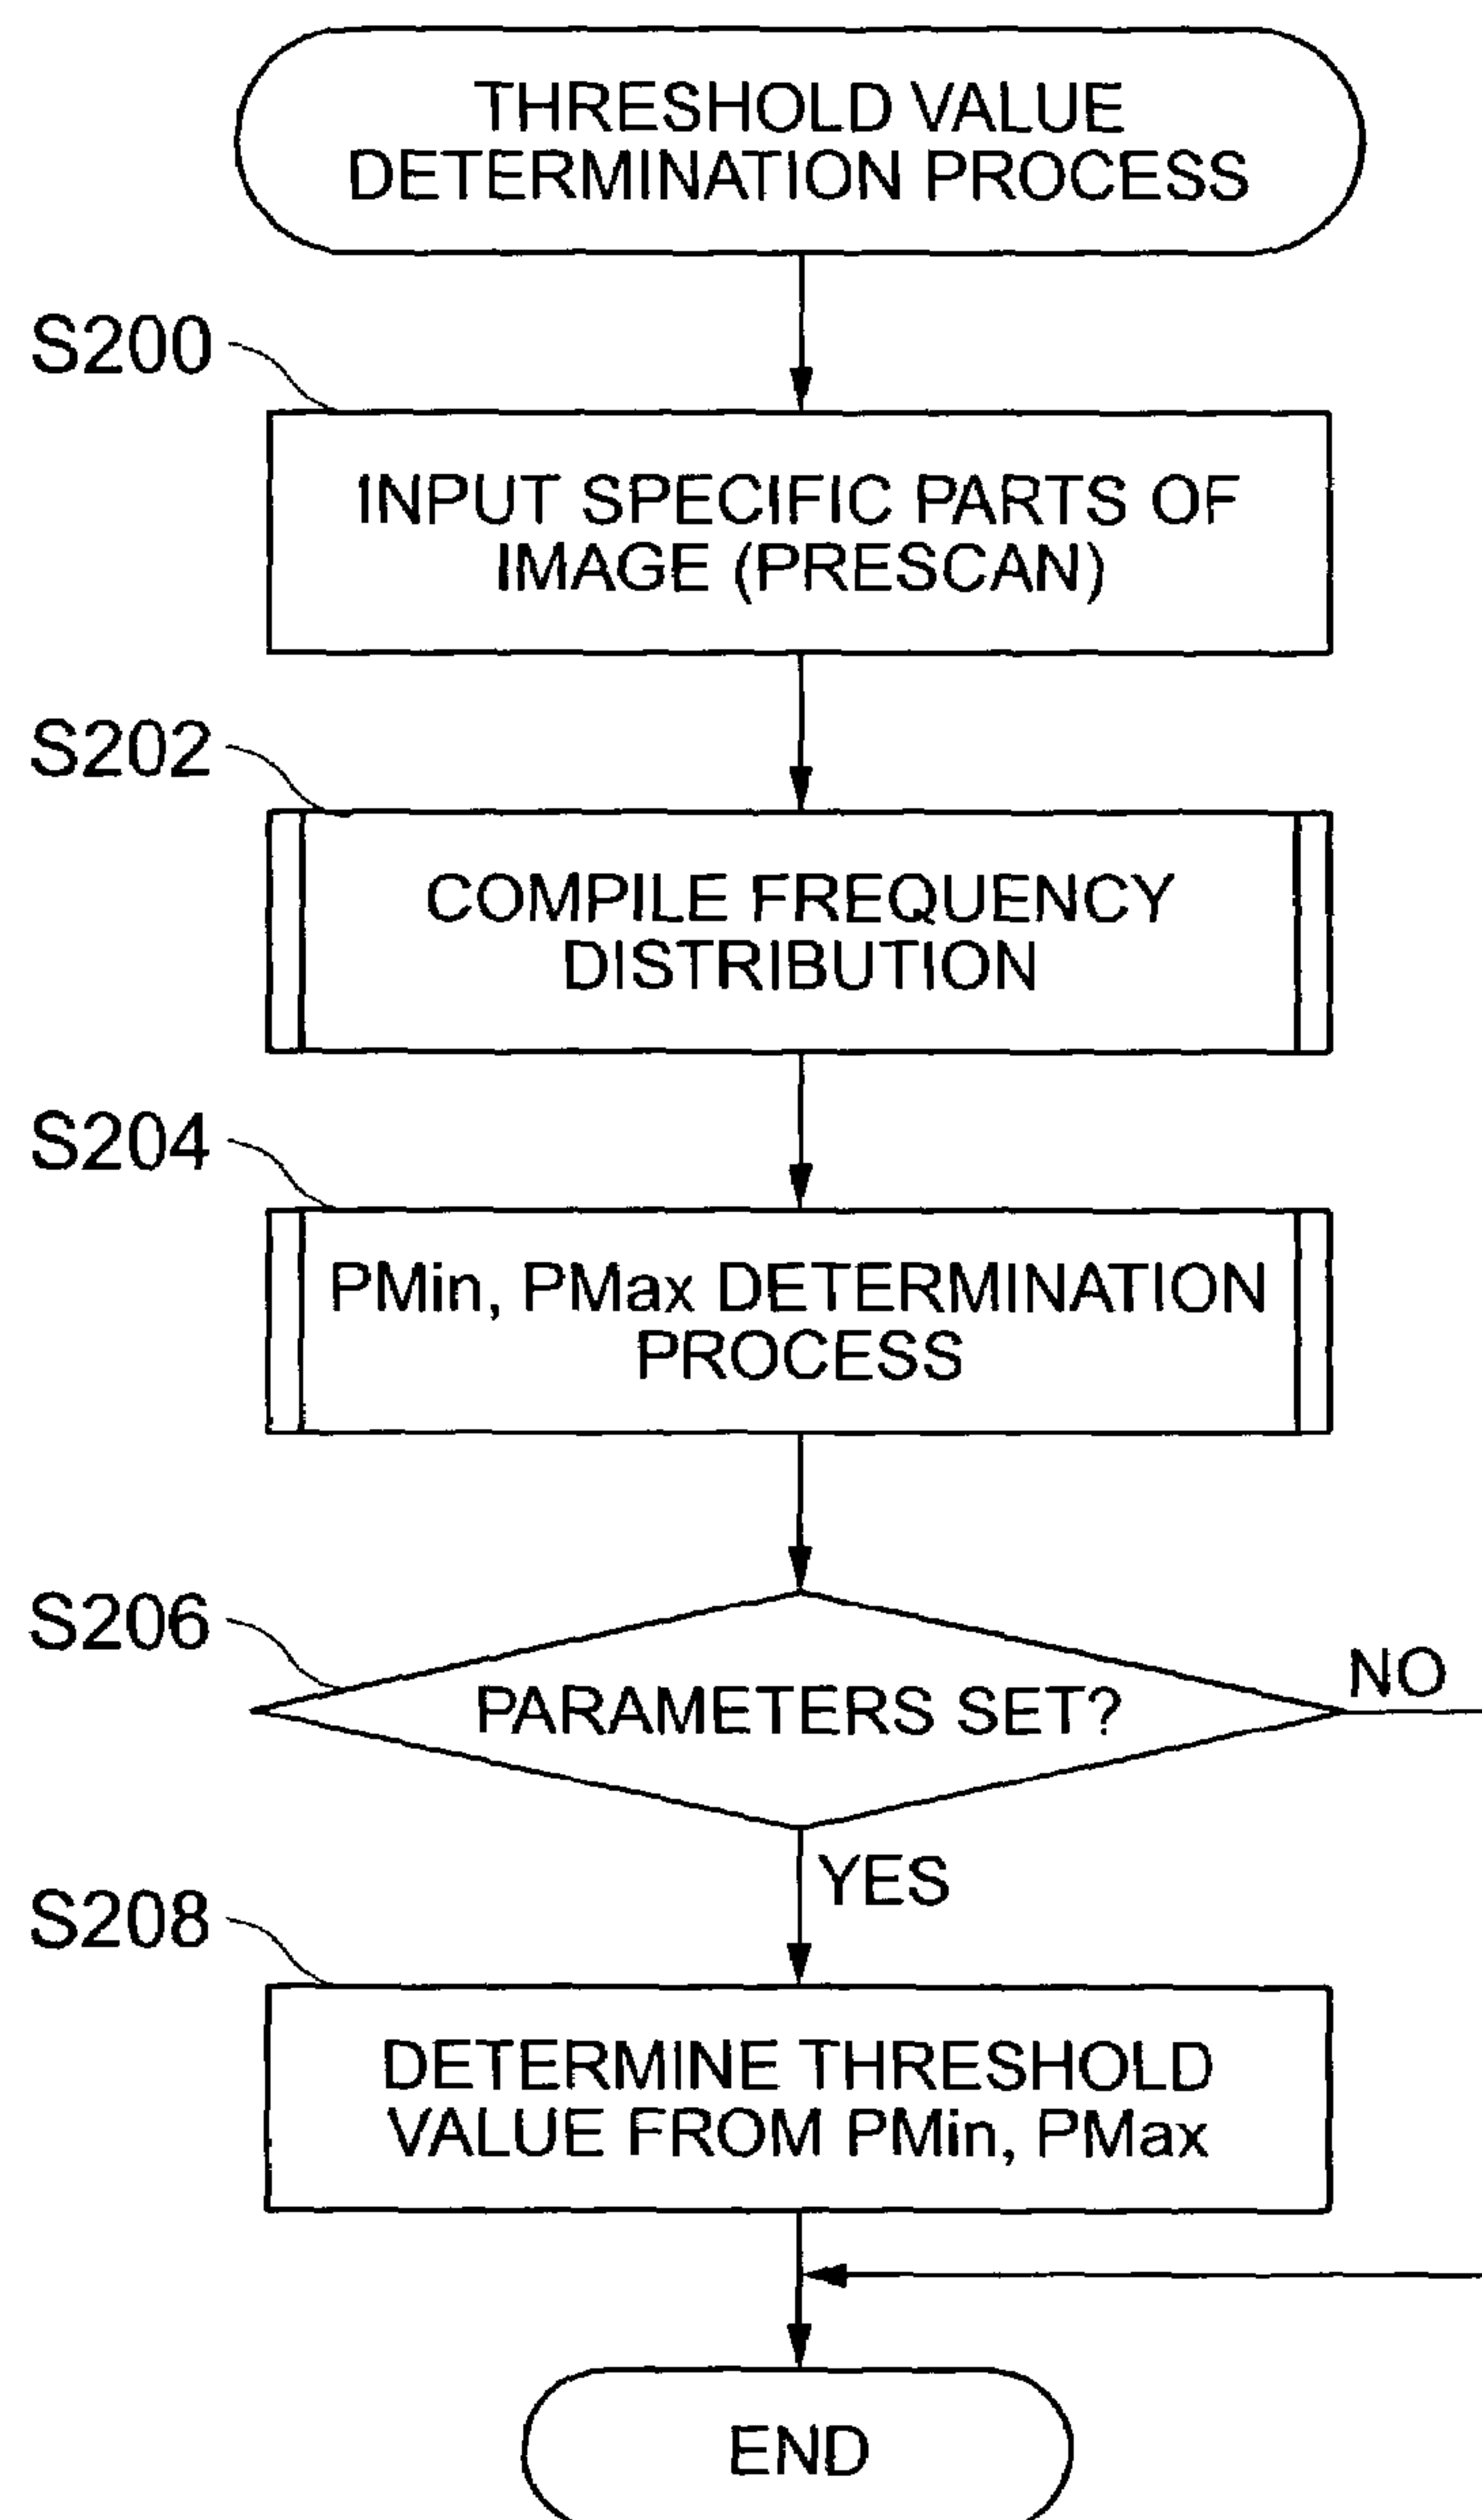 THRESHOLD VALUE
DETERMINATION PROCESS
S200
INPUT SPECIFIC PARTS OF
IMAGE (PRESCAN)
S202
COMPILE FREQUENCY
DISTRIBUTION
S204
PMin, PMax DETERMINATION
PROCESS
S206
PARAMETERS SET?
NO
YES
S208
DETERMINE THRESHOLD
VALUE FROM PMin, PMax
END